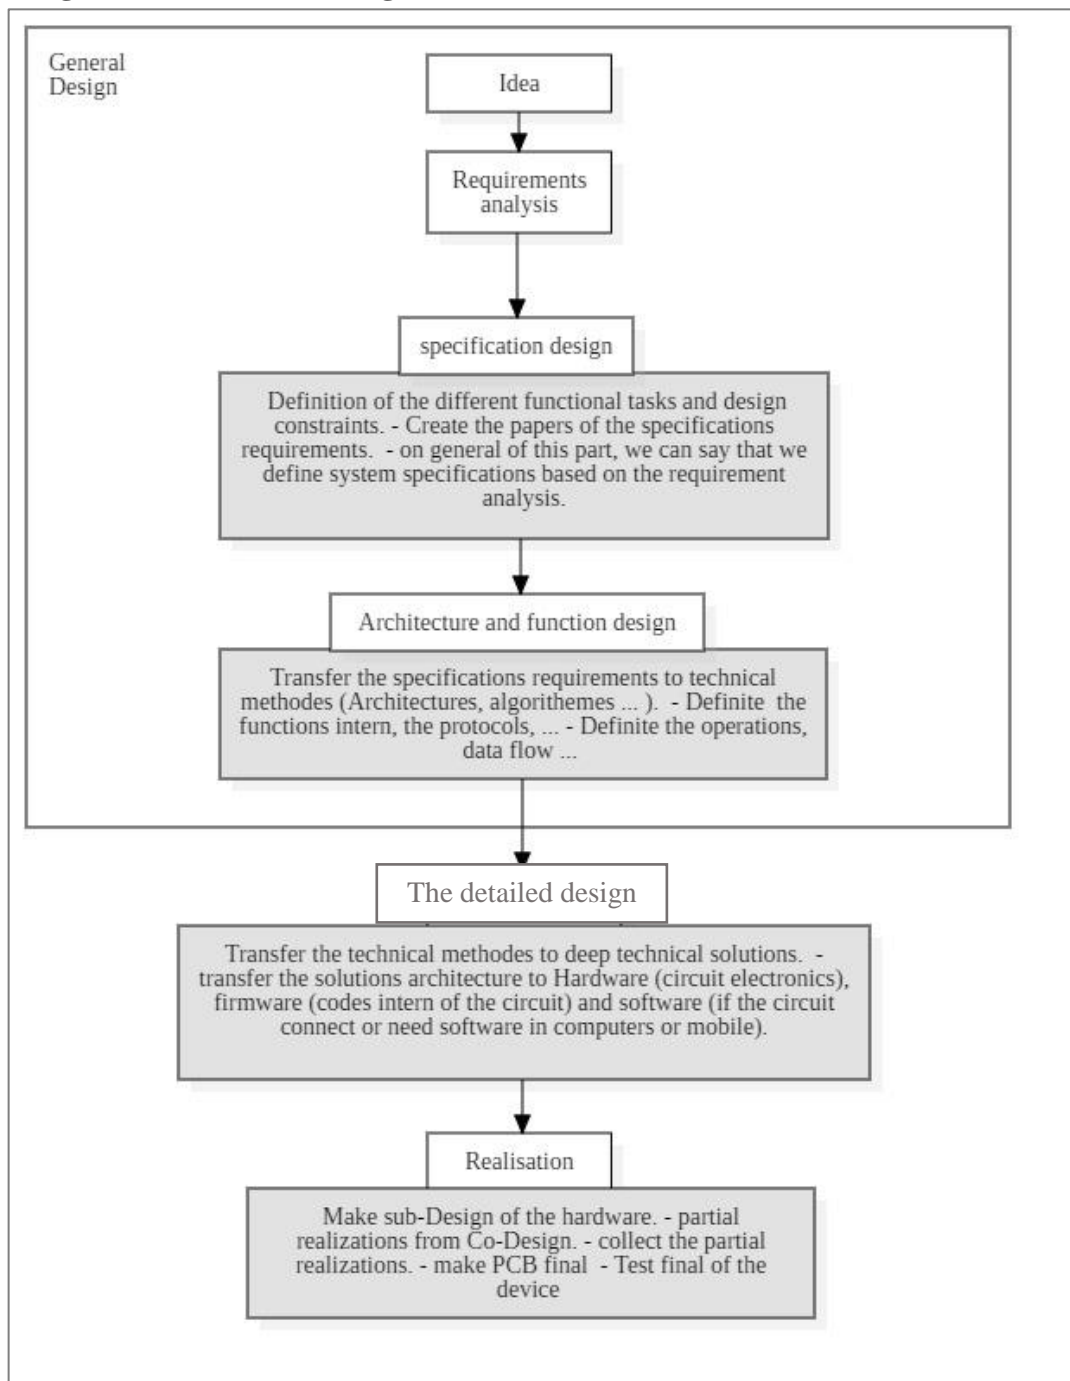 General
Design
Idea
Requirements
analysis
specification design
Definition of the different functional tasks and design
constraints. - Create the papers of the specifications
requirements.  - on general of this part, we can say that we
define system specifications based on the requirement
analysis.
Architecture and function design
Transfer the specifications requirements to technical
methode (Architectures, algorithemes ... ).  - Definite  the
functions intern, the protocols, ... - Definite the operations,
data flow ...
The detailed design
Transfer the technical methodes to deep technical solutions.  -
transfer the solutions architecture to Hardware (circuit electronics),
firmware (codes intern of the circuit) and software (if the circuit
connect or need software in computers or mobile).
Realisation
Make sub-Design of the hardware. - partial
realizations from Co-Design. - collect the partial
realizations. - make PCB final  - Test final of the
device